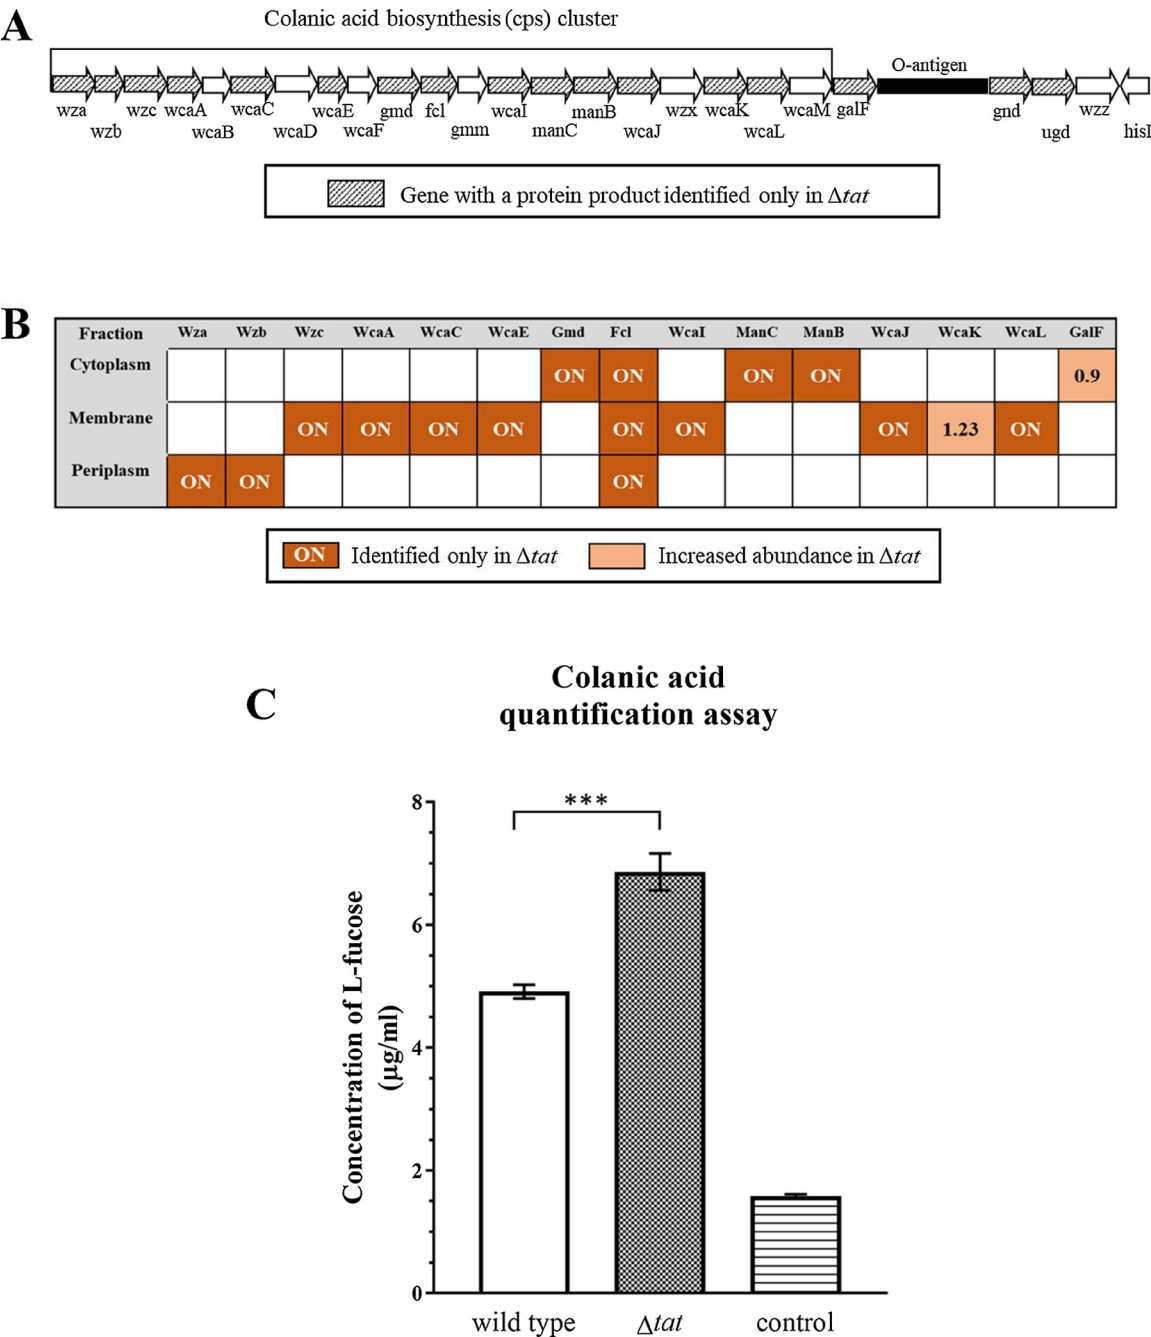 A
Colanic acid biosynthesis (cps) cluster
O-antigen
wza wzc wcaA wcaC wcaE gmd fcl wcaI manB wzx wcaK wcaM galF gnd wzz
wzb wcaB wcaD wcaF gmm manC wcaJ wcaL ugd hisI
Gene with a protein product identified only in Δtat
B
Fraction Wza Wzb Wzc WcaA WcaC WcaE Gmd Fcl WcaI ManC ManB WcaJ WcaK WcaL GalF
Cytoplasm ON ON ON ON 0.9
Membrane ON ON ON ON ON ON ON 1.23 ON
Periplasm ON ON ON
ON Identified only in Δtat Increased abundance in Δtat
C
Colanic acid
quantification assay
***
Concentration of L-fucose
(µg/ml)
8
6
4
2
0
wild type Δtat control